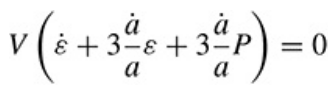 V ( ε̇ + 3 ȧ/a ε + 3 ȧ/a P ) = 0